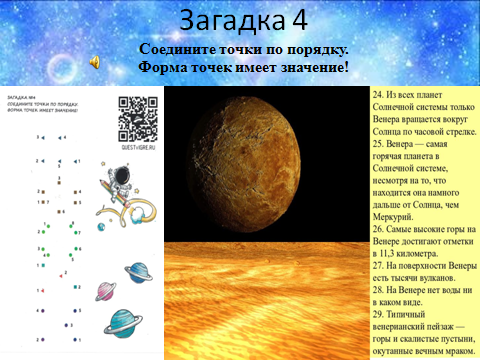 Загадка 4
Соедините точки по порядку.
Форма точек имеет значение!
ЗАГАДКА №4
СОЕДИНИТЕ ТОЧКИ ПО ПОРЯДКУ.
ФОРМА ТОЧЕК ИМЕЕТ ЗНАЧЕНИЕ!
QUESTVIGRE.RU
24. Из всех планет
Солнечной системы только
Венера вращается вокруг
Солнца по часовой стрелке.
25. Венера — самая
горячая планета в
Солнечной системе,
несмотря на то, что
находится она намного
дальше от Солнца, чем
Меркурий.
26. Самые высокие горы на
Венере достигают отметки
в 11,3 километра.
27. На поверхности Венеры
есть тысячи вулканов.
28. На Венере нет воды ни
в каком виде.
29. Типичный
венерианский пейзаж —
горы и скалистые пустыни,
окутанные вечным мраком.